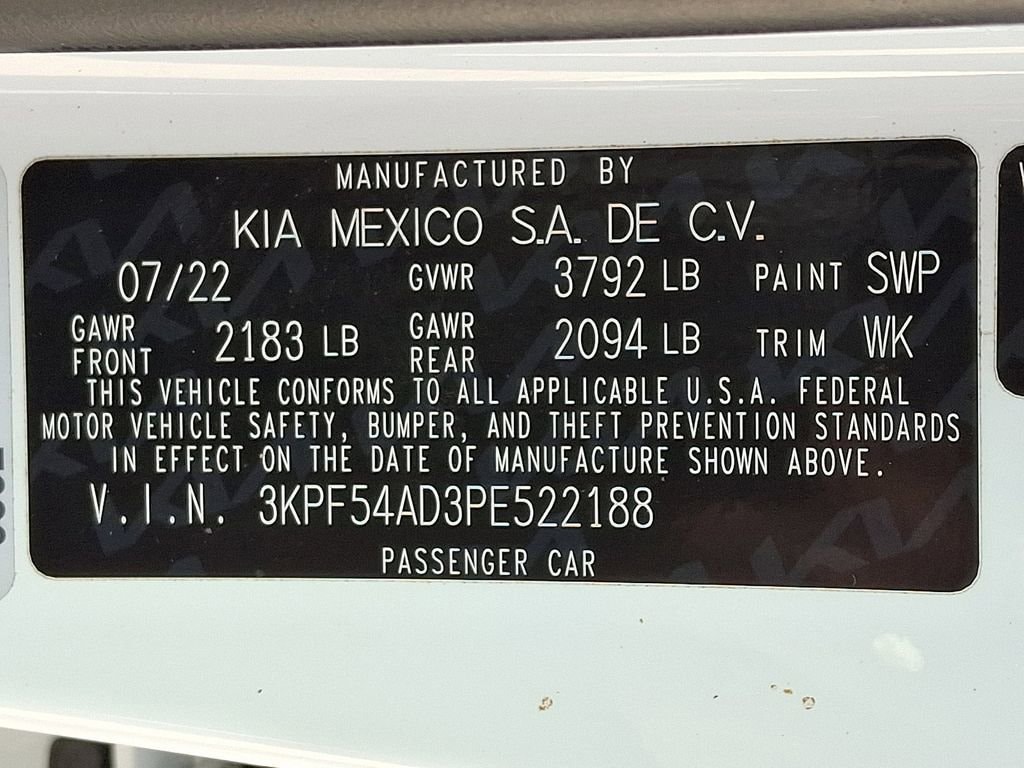 MANUFACTURED BY
KIA MEXICO S.A. DE C.V.
07/22 GVWR 3792 LB PAINT SWP
GAWR FRONT 2183 LB GAWR REAR 2094 LB TRIM WK
THIS VEHICLE CONFORMS TO ALL APPLICABLE U.S.A. FEDERAL
MOTOR VEHICLE SAFETY, BUMPER, AND THEFT PREVENTION STANDARDS
IN EFFECT ON THE DATE OF MANUFACTURE SHOWN ABOVE.
V.I.N. 3KPF54AD3PE522188
PASSENGER CAR